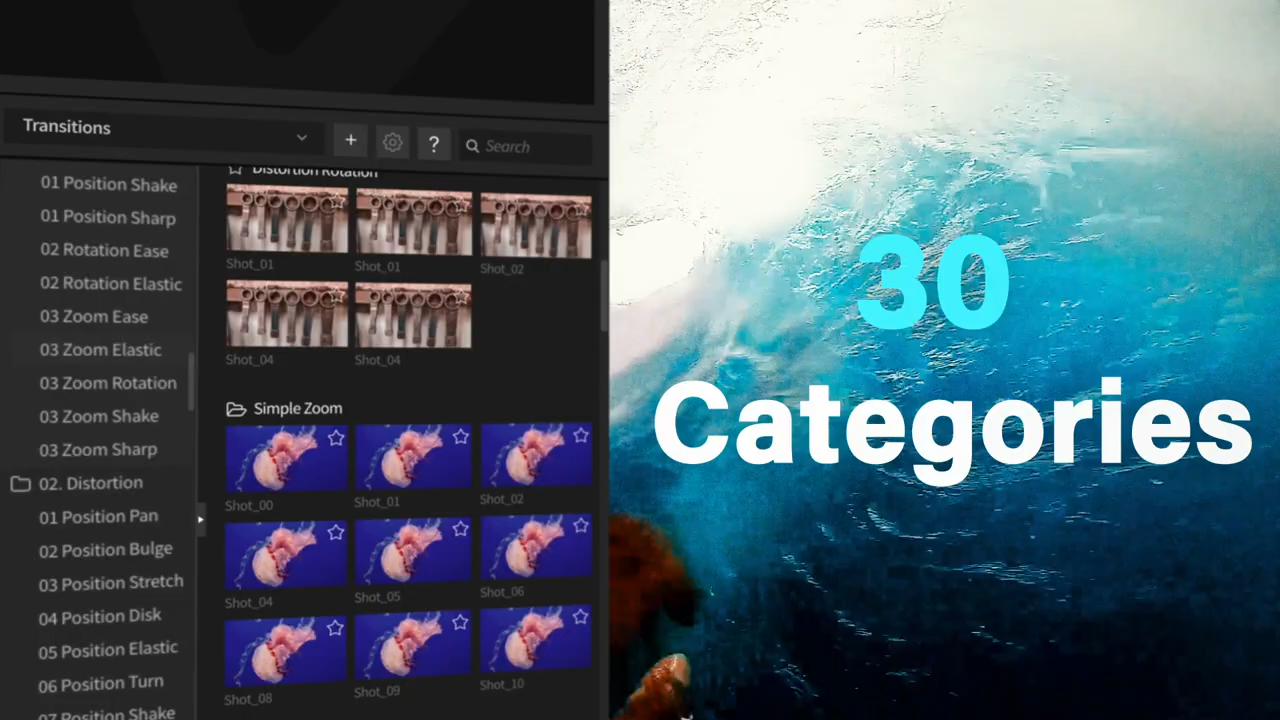 Transitions
+
?
Search
01 Position Shake
01 Position Sharp
02 Rotation Ease
02 Rotation Elastic
03 Zoom Ease
03 Zoom Elastic
03 Zoom Rotation
03 Zoom Shake
03 Zoom Sharp
02. Distortion
01 Position Pan
02 Position Bulge
03 Position Stretch
04 Position Disk
05 Position Elastic
06 Position Turn
07 Position Shake
Distortion Rotation
Shot_01
Shot_01
Shot_02
Shot_04
Shot_04
Simple Zoom
Shot_00
Shot_01
Shot_02
Shot_04
Shot_05
Shot_06
Shot_08
Shot_09
Shot_10
30
Categories